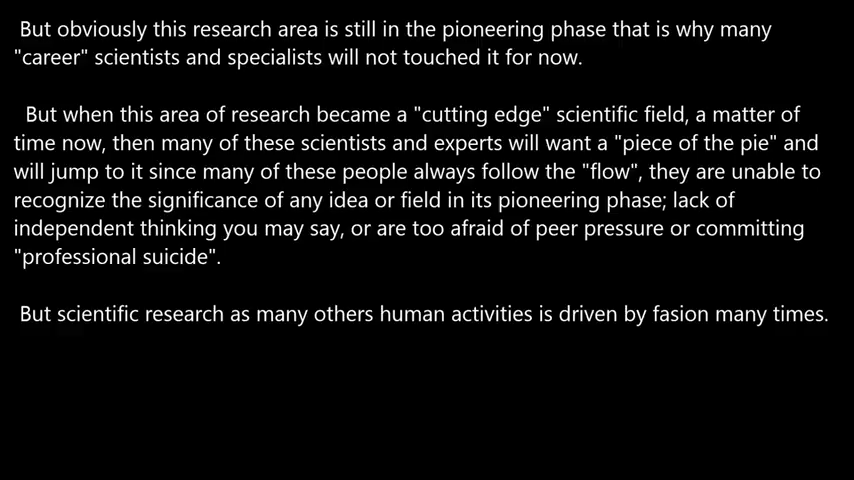 But obviously this research area is still in the pioneering phase that is why many
"career" scientists and specialists will not touched it for now.
But when this area of research became a "cutting edge" scientific field, a matter of
time now, then many of these scientists and experts will want a "piece of the pie" and
will jump to it since many of these people always follow the "flow", they are unable to
recognize the significance of any idea or field in its pioneering phase; lack of
independent thinking you may say, or are too afraid of peer pressure or committing
"professional suicide".
But scientific research as many others human activities is driven by fasion many times.